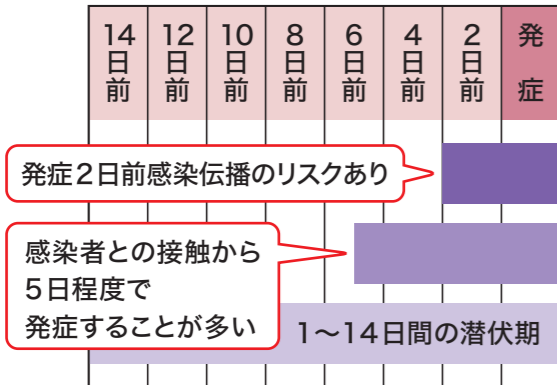 14日前
12日前
10日前
8日前
6日前
4日前
2日前
発症
発症2日前感染伝播のリスクあり
感染者との接触から
5日程度で
発症することが多い
1〜14日間の潜伏期